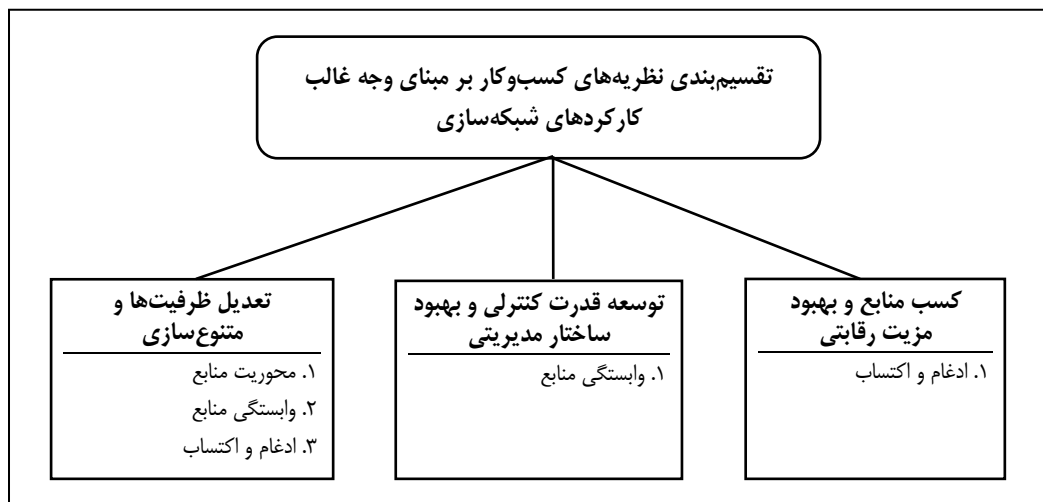 تقسیم‌بندی نظریه‌های کسب‌وکار بر مبنای وجه غالب
کارکردهای شبکه‌سازی
کسب منابع و بهبود
مزیت رقابتی
۱. ادغام و اکتساب
توسعه قدرت کنترلی و بهبود
ساختار مدیریتی
۱. وابستگی منابع
تعدیل ظرفیت‌ها و
متنوع‌سازی
۱. محوریت منابع
۲. وابستگی منابع
۳. ادغام و اکتساب